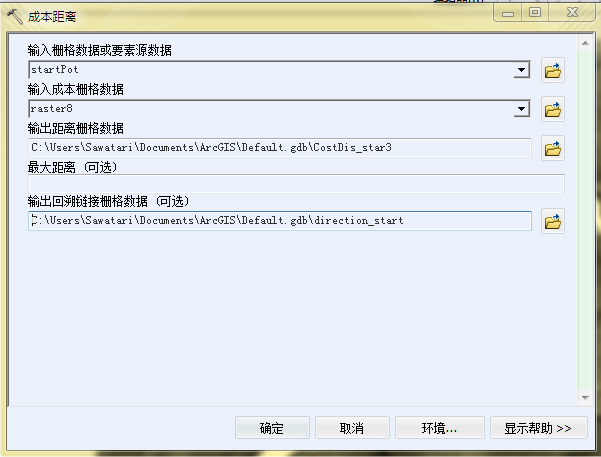 成本距离
输入栅格数据或要素源数据
startPot
输入成本栅格数据
raster8
输出距离栅格数据
C:\Users\Sawatari\Documents\ArcGIS\Default.gdb\CostDis_star3
最大距离 (可选)
输出回溯链接栅格数据 (可选)
C:\Users\Sawatari\Documents\ArcGIS\Default.gdb\direction_start
确定 取消 环境... 显示帮助 >>